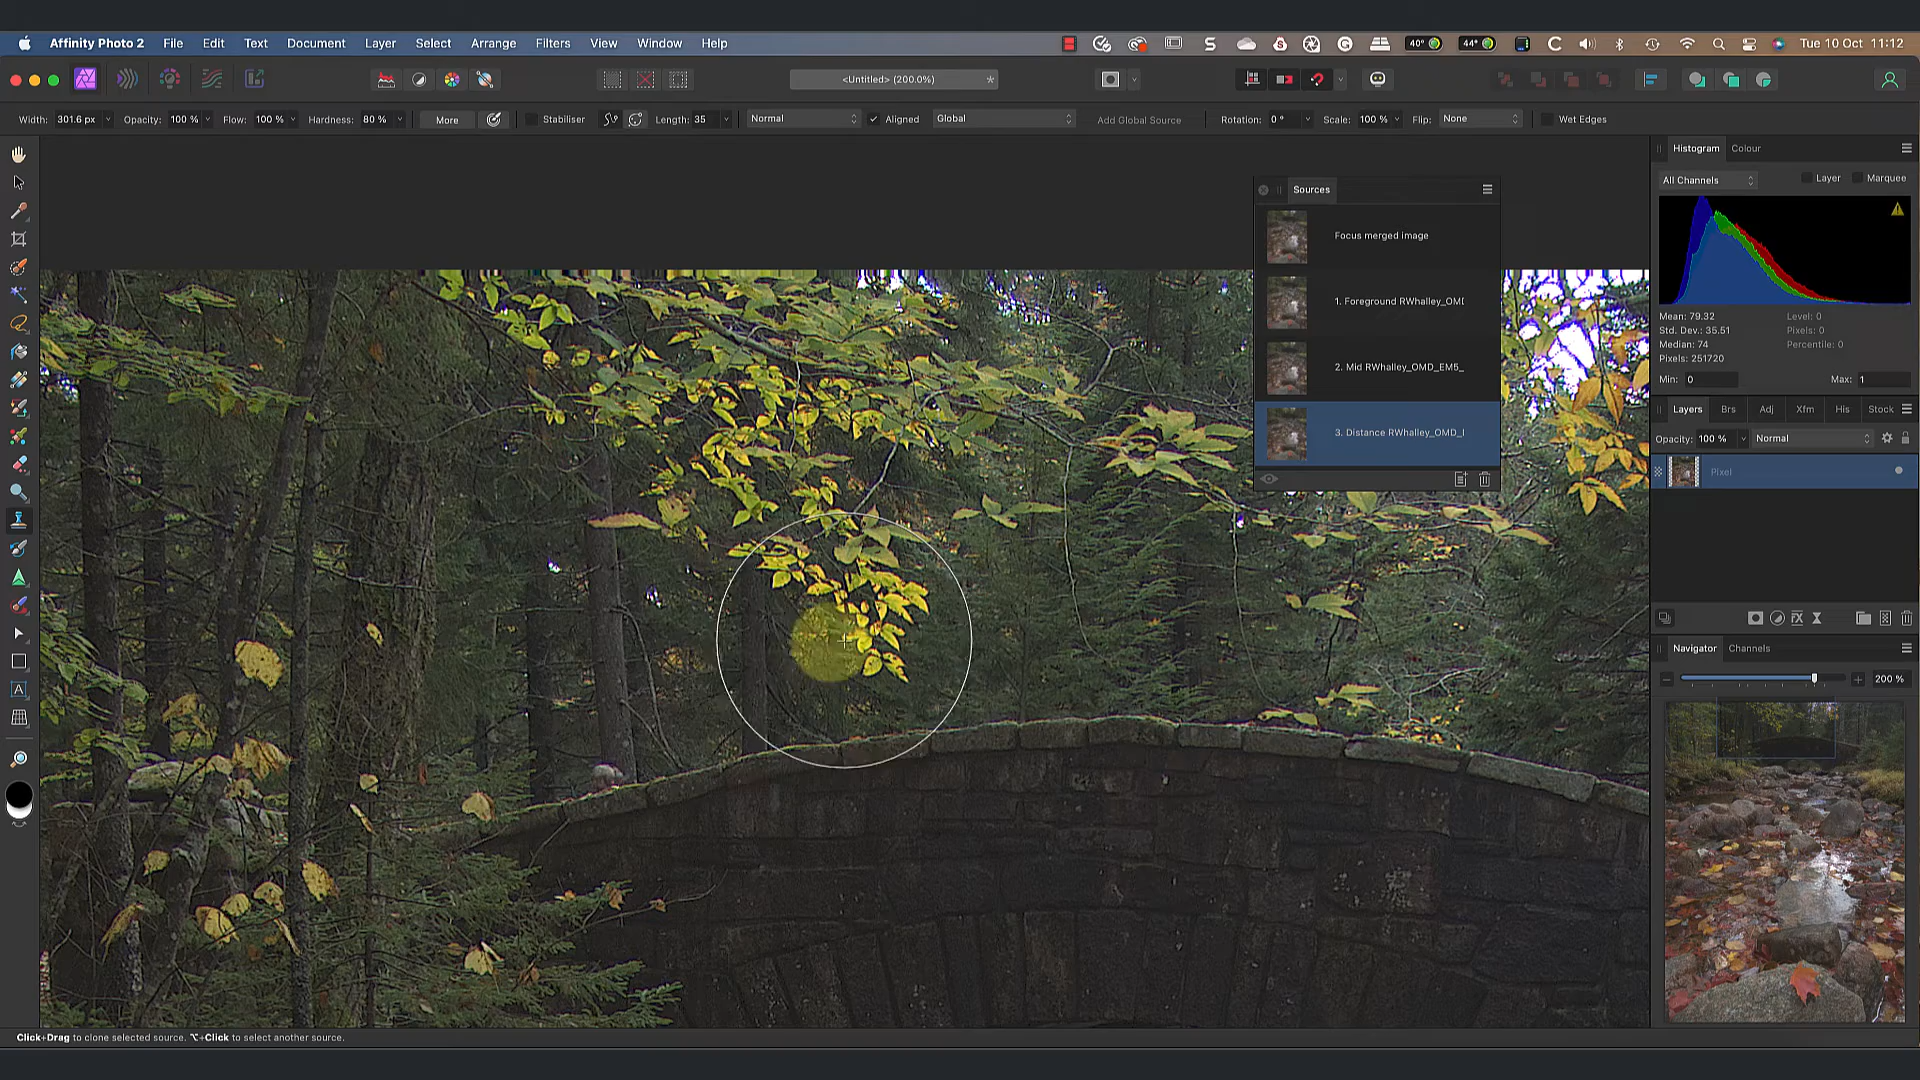 Affinity Photo 2 File Edit Text Document Layer Select Arrange Filters View Window Help 40° 44° Tue 10 Oct 11:12
<Untitled> (200.0%) *
Width: 301.6 px Opacity: 100 % Flow: 100 % Hardness: 80 % More Stabiliser Length: 35 Normal Aligned Global Add Global Source Rotation: 0 ° Scale: 100 % Flip: None Wet Edges
Histogram Colour
All Channels Layer Marquee
Mean: 79.32 Level: 0
Std. Dev.: 35.51 Pixels: 0
Median: 74 Percentile: 0
Pixels: 251720
Min: 0 Max: 1
Sources
Focus merged image
1. Foreground RWhalley_OM
2. Mid RWhalley_OMD_EM5_
3. Distance RWhalley_OMD_
Layers Brs Adj Xfm His Stock
Opacity: 100 % Normal
Pixel
Navigator Channels
200 %
Click+Drag to clone selected source. ⌥+Click to select another source.